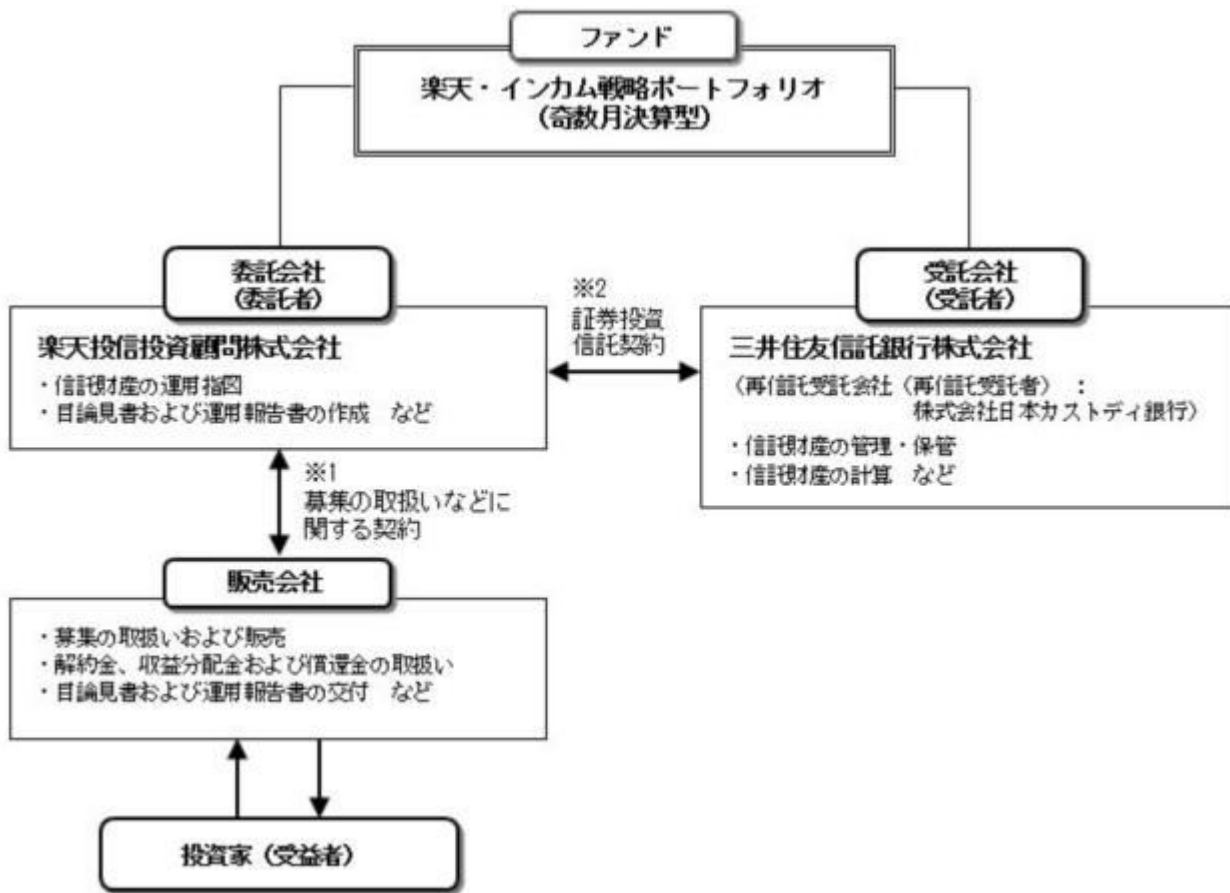 ファンド
楽天・インカム戦略ポートフォリオ
（奇数月決算型）
委託会社
（委託者）
楽天投信投資顧問株式会社
・信託財産の運用指図
・目論見書および運用報告書の作成　など
※2
証券投資
信託契約
受託会社
（受託者）
三井住友信託銀行株式会社
（再信託受託会社（再信託受託者）　：
株式会社日本カストディ銀行）
・信託財産の管理・保管
・信託財産の計算　など
※1
募集の取扱いなどに
関する契約
販売会社
・募集の取扱いおよび販売
・解約金、収益分配金および償還金の取扱い
・目論見書および運用報告書の交付　など
投資家（受益者）